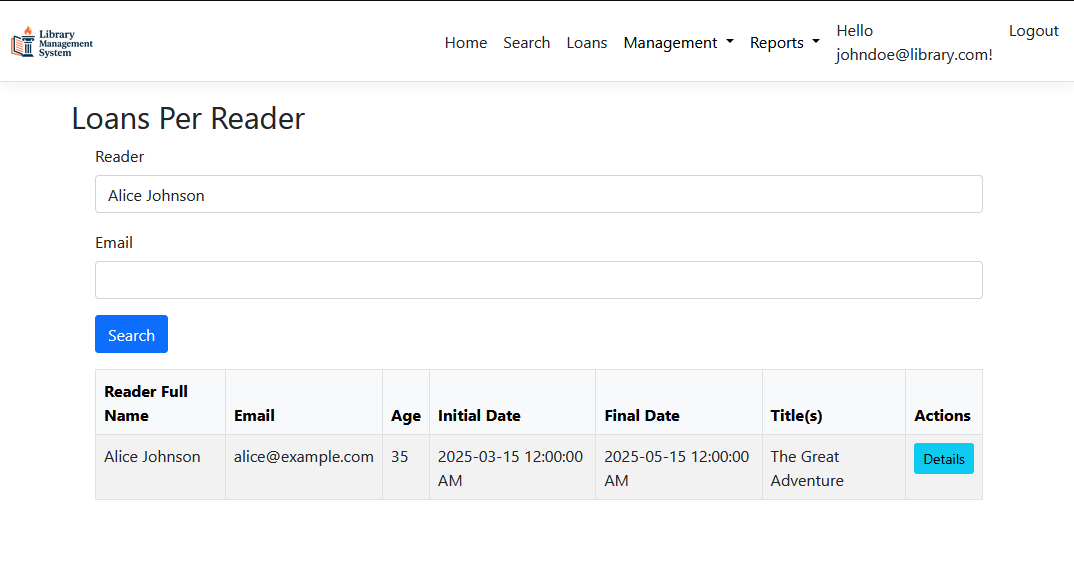 Library
Management
System
Home Search Loans Management Reports Hello johndoe@library.com! Logout
Loans Per Reader
Reader
Alice Johnson
Email
Search
Reader Full Name Email Age Initial Date Final Date Title(s) Actions
Alice Johnson alice@example.com 35 2025-03-15 12:00:00 AM 2025-05-15 12:00:00 AM The Great Adventure Details